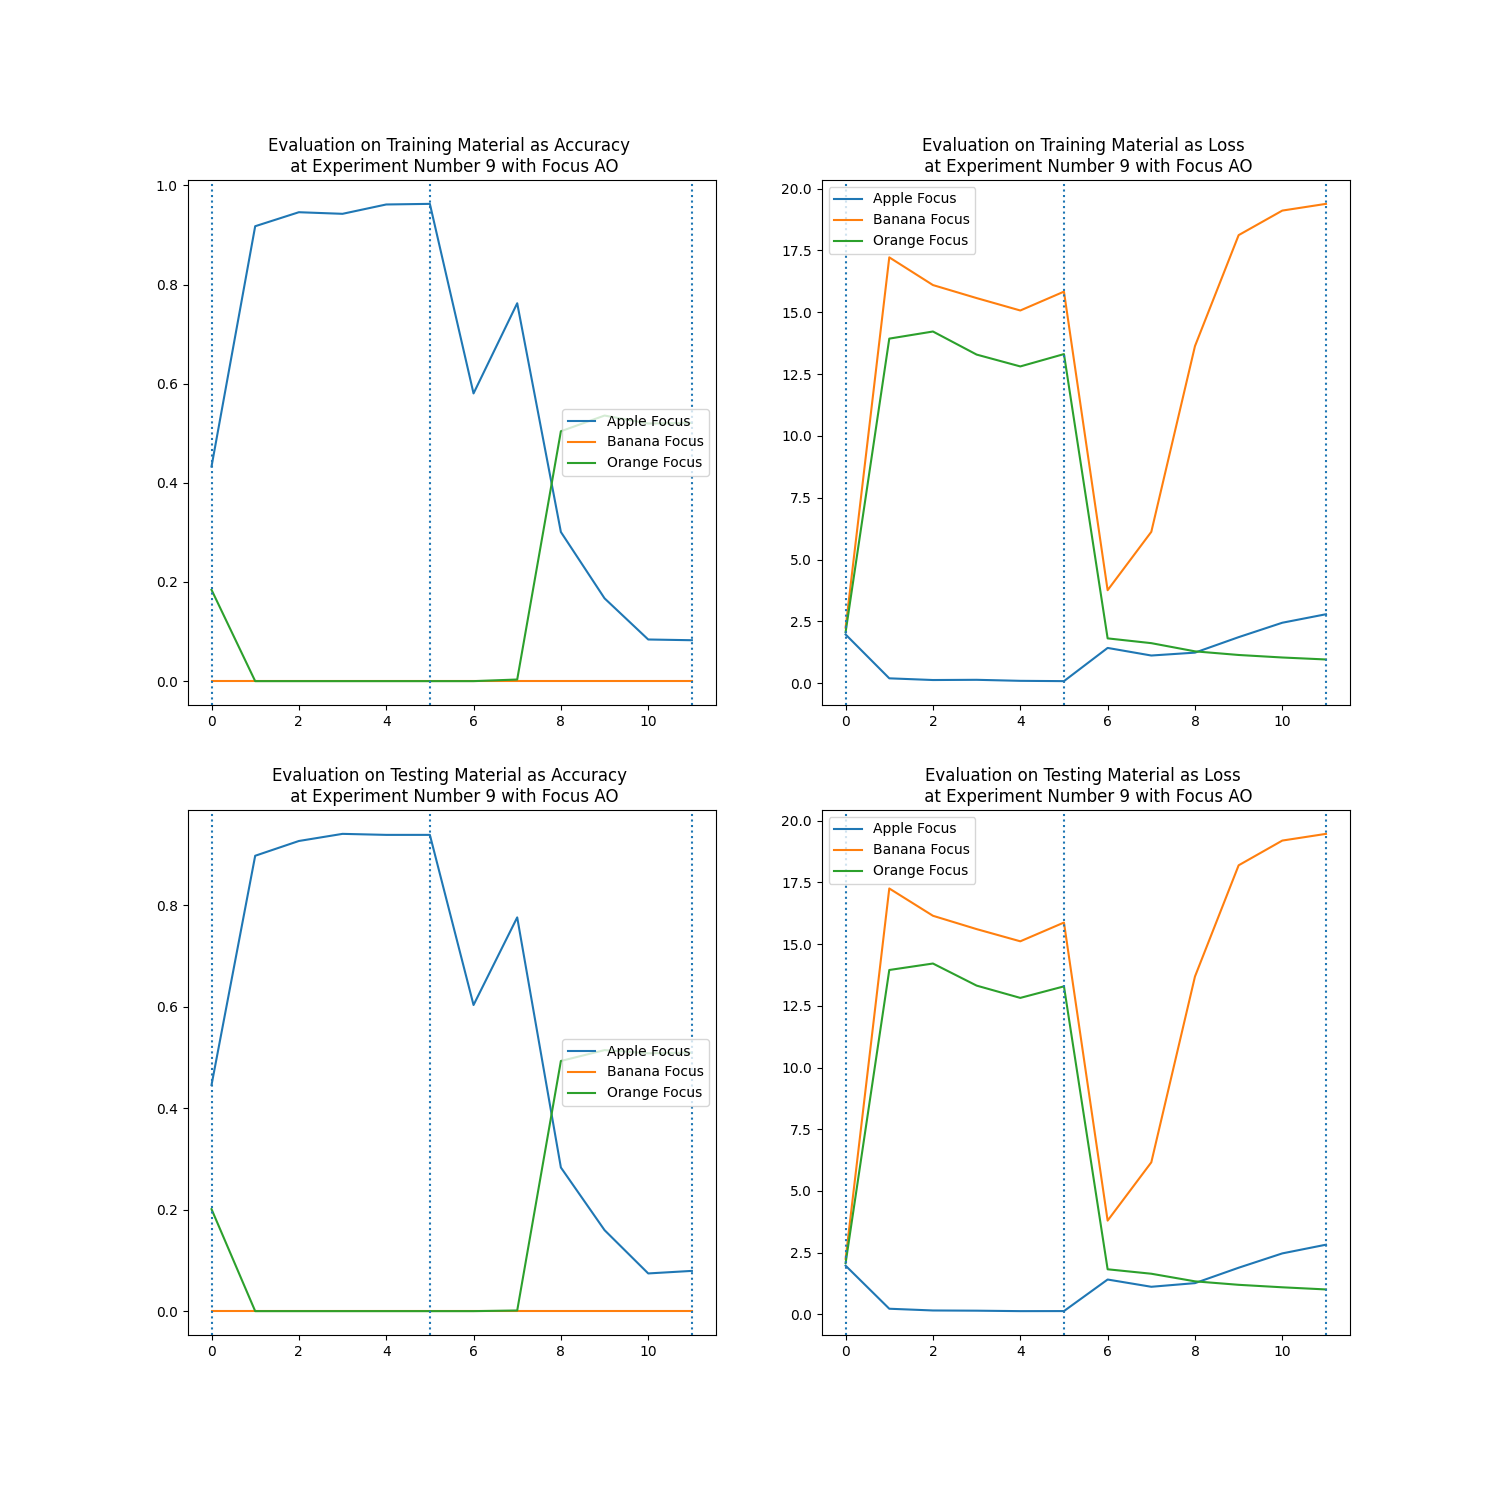 Evaluation on Training Material as Accuracy
at Experiment Number 9 with Focus AO
1.0
0.8
0.6
0.4
0.2
0.0
Apple Focus
Banana Focus
Orange Focus
0 2 4 6 8 10
Evaluation on Training Material as Loss
at Experiment Number 9 with Focus AO
20.0
17.5
15.0
12.5
10.0
7.5
5.0
2.5
0.0
Apple Focus
Banana Focus
Orange Focus
0 2 4 6 8 10
Evaluation on Testing Material as Accuracy
at Experiment Number 9 with Focus AO
0.8
0.6
0.4
0.2
0.0
Apple Focus
Banana Focus
Orange Focus
0 2 4 6 8 10
Evaluation on Testing Material as Loss
at Experiment Number 9 with Focus AO
20.0
17.5
15.0
12.5
10.0
7.5
5.0
2.5
0.0
Apple Focus
Banana Focus
Orange Focus
0 2 4 6 8 10